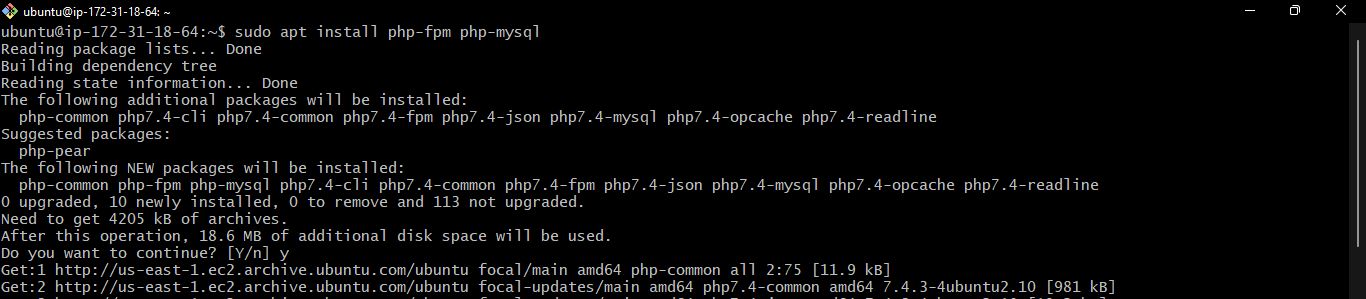 ubuntu@ip-172-31-18-64: ~
ubuntu@ip-172-31-18-64:~$ sudo apt install php-fpm php-mysql
Reading package lists... Done
Building dependency tree
Reading state information... Done
The following additional packages will be installed:
  php-common php7.4-cli php7.4-common php7.4-fpm php7.4-json php7.4-mysql php7.4-opcache php7.4-readline
Suggested packages:
  php-pear
The following NEW packages will be installed:
  php-common php-fpm php-mysql php7.4-cli php7.4-common php7.4-fpm php7.4-json php7.4-mysql php7.4-opcache php7.4-readline
0 upgraded, 10 newly installed, 0 to remove and 113 not upgraded.
Need to get 4205 kB of archives.
After this operation, 18.6 MB of additional disk space will be used.
Do you want to continue? [Y/n] y
Get:1 http://us-east-1.ec2.archive.ubuntu.com/ubuntu focal/main amd64 php-common all 2:75 [11.9 kB]
Get:2 http://us-east-1.ec2.archive.ubuntu.com/ubuntu focal-updates/main amd64 php7.4-common amd64 7.4.3-4ubuntu2.10 [981 kB]